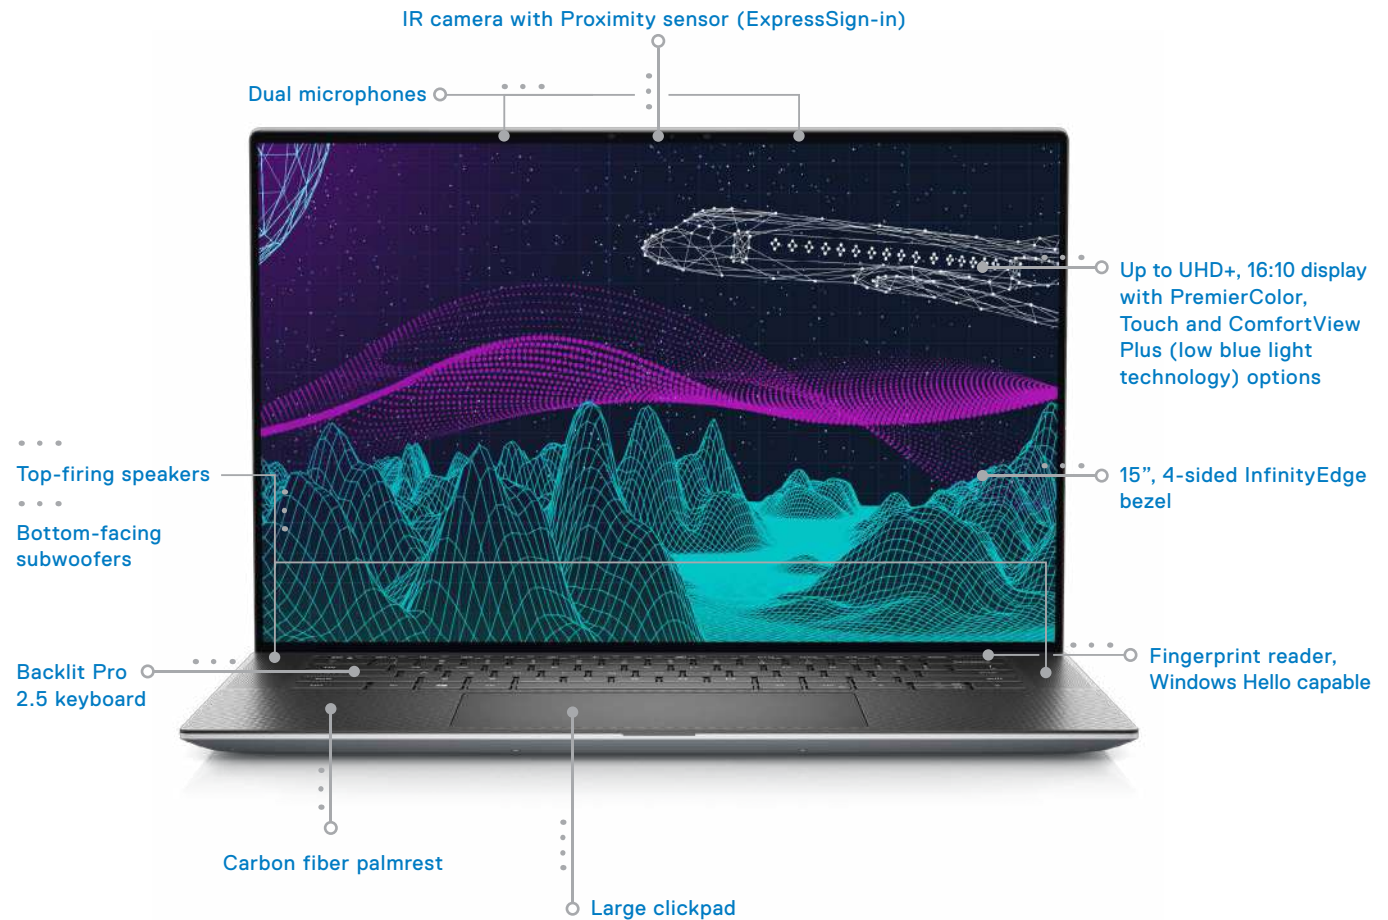 IR camera with Proximity sensor (ExpressSign-in)
Dual microphones
Up to UHD+, 16:10 display
with PremierColor,
Touch and ComfortView
Plus (low blue light
technology) options
Top-firing speakers
15”, 4-sided InfinityEdge
bezel
Bottom-facing
subwoofers
Fingerprint reader,
Windows Hello capable
Backlit Pro
2.5 keyboard
Carbon fiber palmrest
Large clickpad